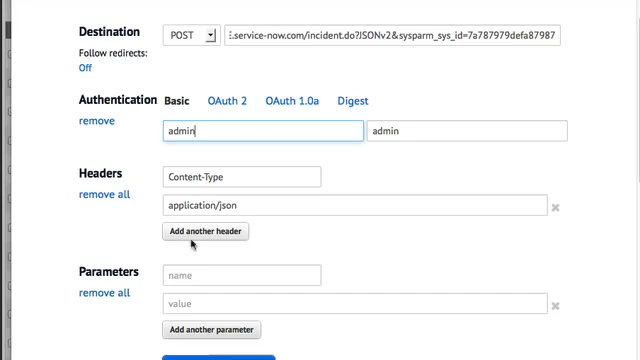 Destination POST :.service-now.com/incident.do?JSONv2&sysparm_sys_id=7a787979defa87987
Follow redirects:
Off
Authentication Basic OAuth 2 OAuth 1.0a Digest
remove
admin admin
Headers Content-Type
remove all
application/json
Add another header
Parameters name
remove all
value
Add another parameter